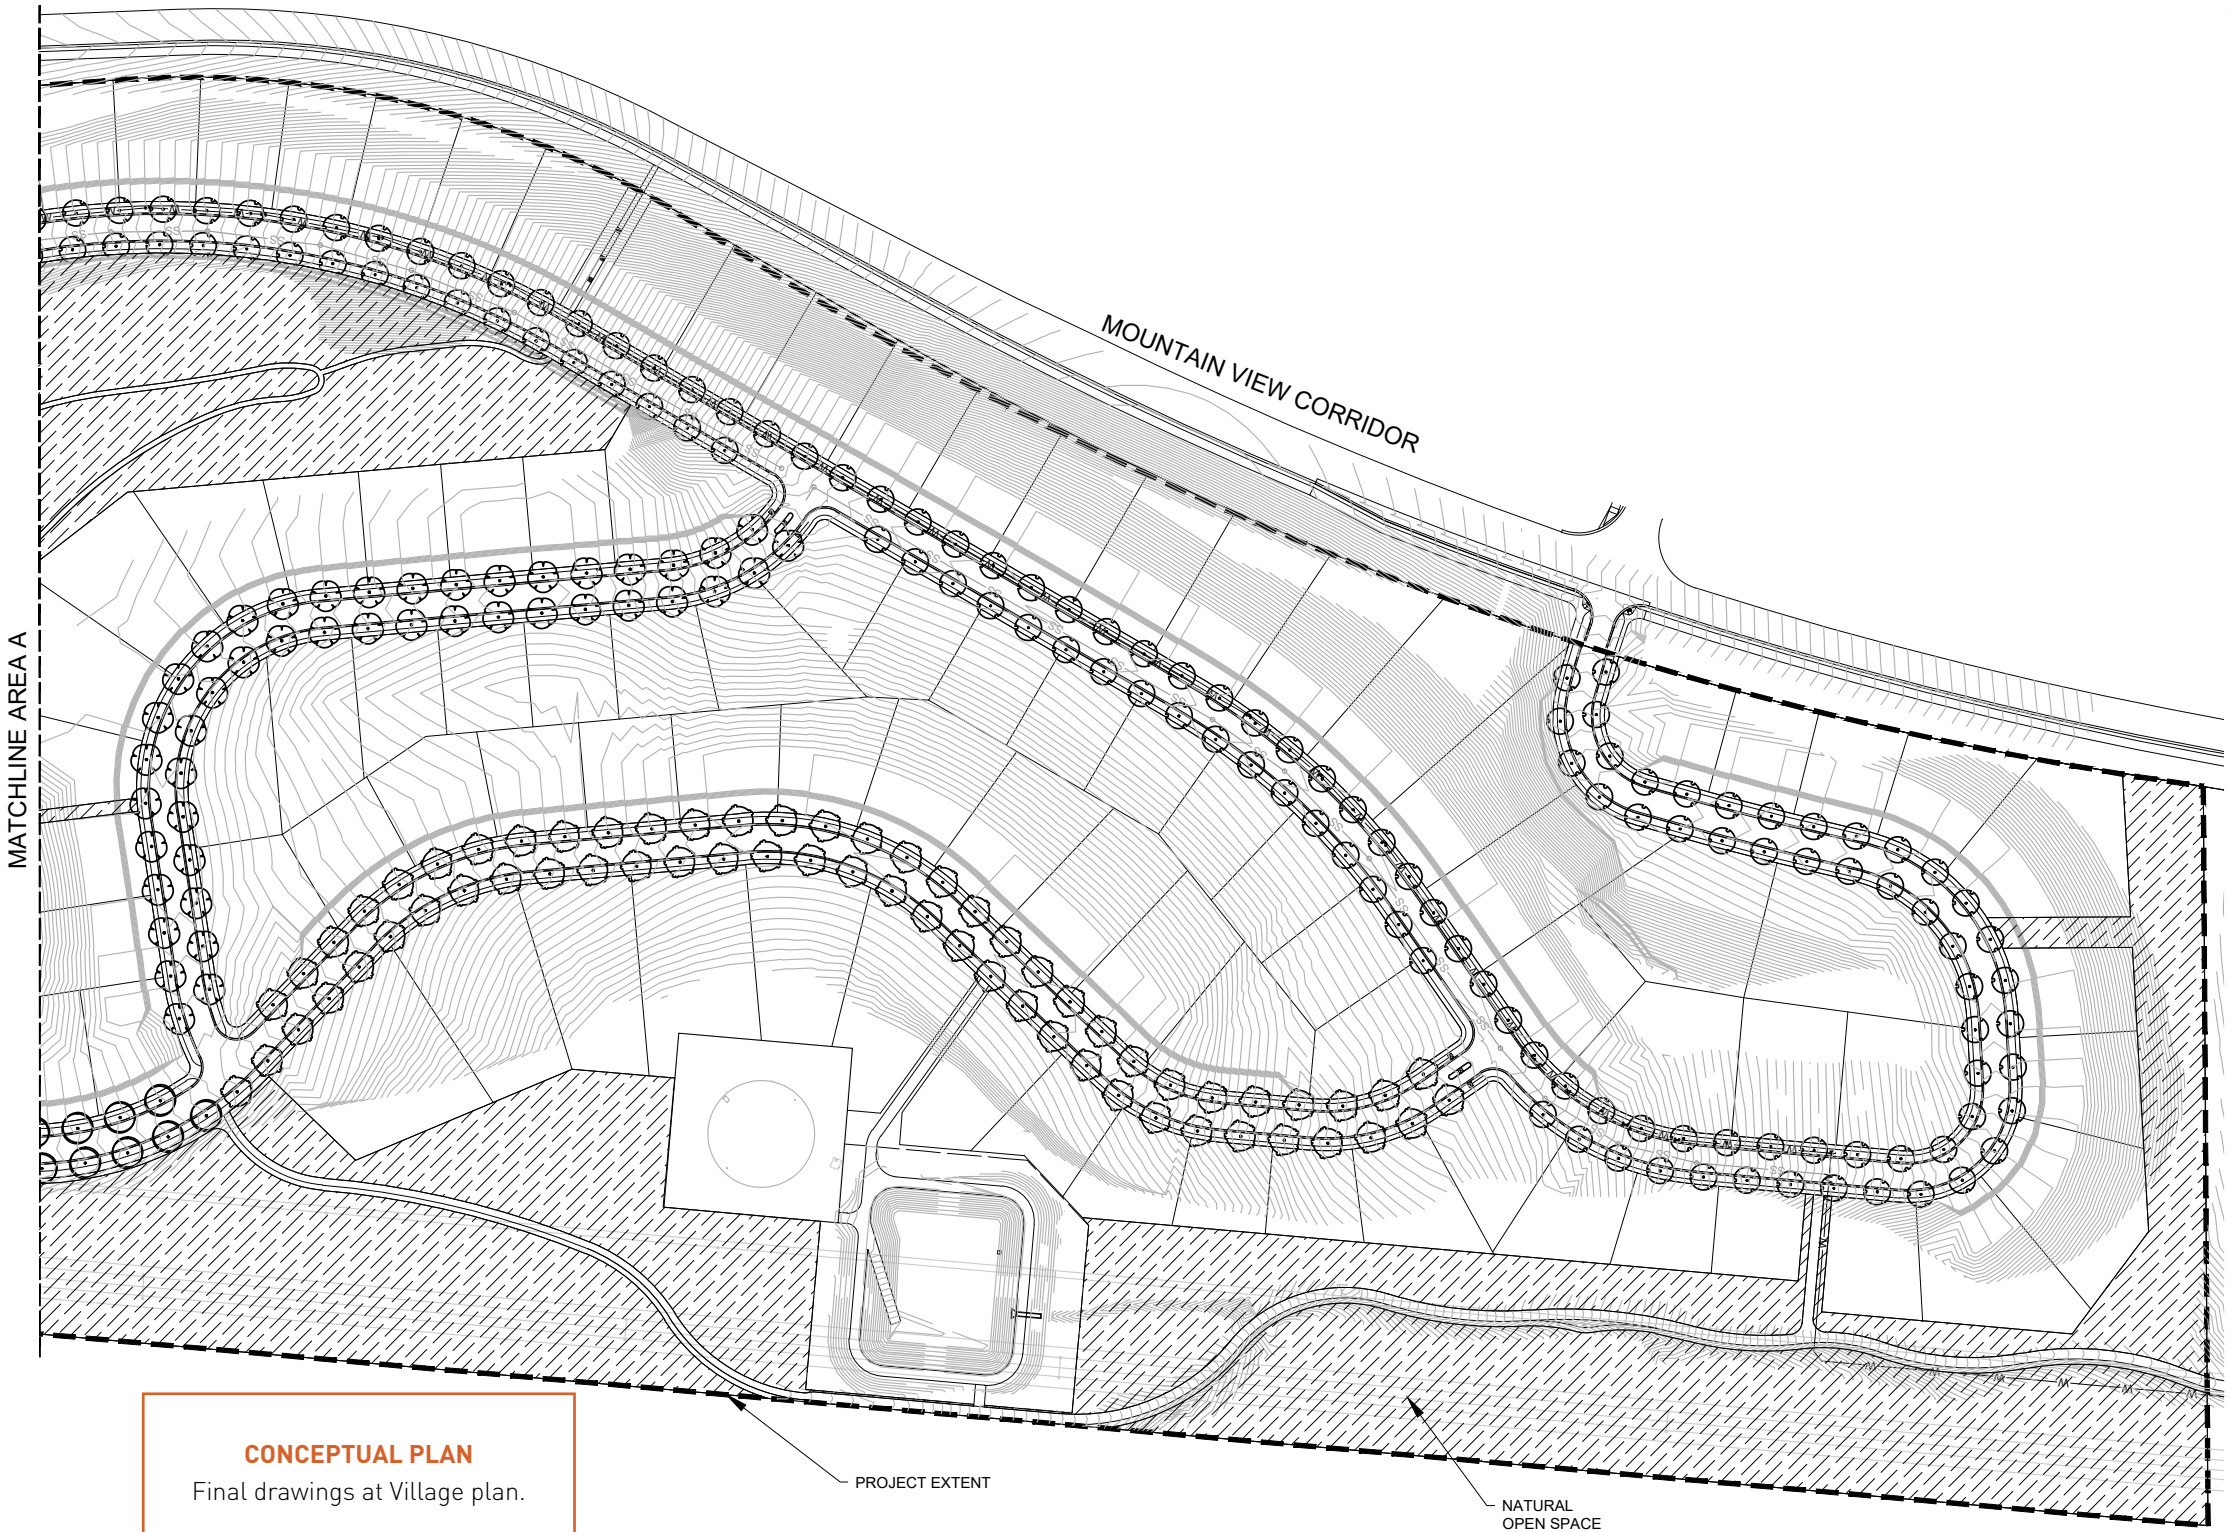 MOUNTAIN VIEW CORRIDOR
MATCHLINE AREA A
CONCEPTUAL PLAN
Final drawings at Village plan.
PROJECT EXTENT
NATURAL
OPEN SPACE